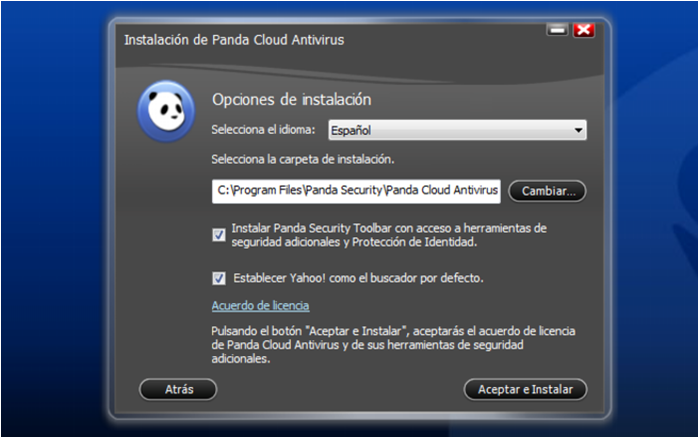 Instalación de Panda Cloud Antivirus
Opciones de instalación
Selecciona el idioma: Español
Selecciona la carpeta de instalación.
C:\Program Files\Panda Security\Panda Cloud Antivirus Cambiar...
Instalar Panda Security Toolbar con acceso a herramientas de
seguridad adicionales y Protección de Identidad.
Establecer Yahoo! como el buscador por defecto.
Acuerdo de licencia
Pulsando el botón "Aceptar e Instalar", aceptarás el acuerdo de licencia
de Panda Cloud Antivirus y de sus herramientas de seguridad
adicionales.
Atrás Aceptar e Instalar